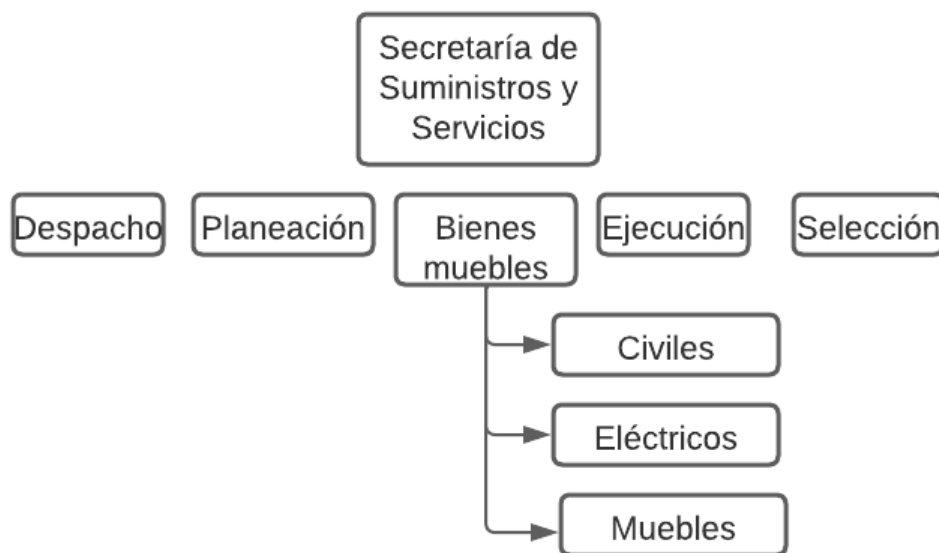 Secretaría de
Suministros y
Servicios
Despacho
Planeación
Bienes
muebles
Ejecución
Selección
Civiles
Eléctricos
Muebles